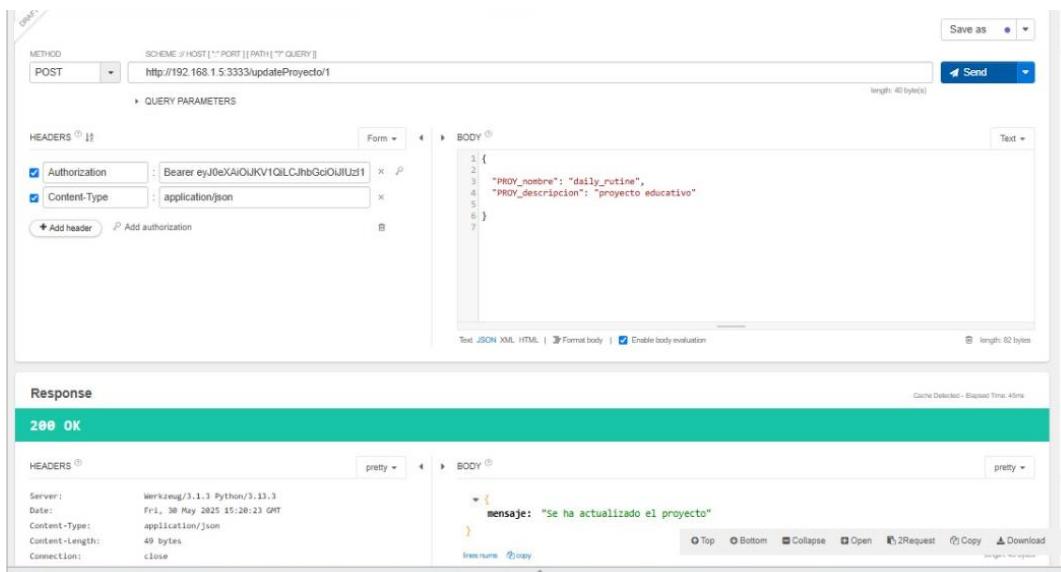 DRAFT
Save as
METHOD
SCHEME :// HOST [ ":" PORT ] [ PATH [ "?" QUERY ]]
POST
http://192.168.1.5:3333/updateProyecto/1
Send
length: 40 byte(s)
QUERY PARAMETERS
HEADERS
Form
BODY
Text
Authorization : Bearer eyJ0eXAiOiJKV1QiLCJhbGciOiJIUzI1
Content-Type : application/json
+ Add header
Add authorization
1 {
2
3 "PROY_nombre": "daily_rutine",
4 "PROY_descripcion": "proyecto educativo"
5
6 }
7
Text JSON XML HTML | Format body | Enable body evaluation
length: 82 bytes
Response
Cache Detected - Elapsed Time: 45ms
200 OK
HEADERS
pretty
BODY
pretty
Server: Werkzeug/3.1.3 Python/3.13.3
Date: Fri, 30 May 2025 15:20:23 GMT
Content-Type: application/json
Content-Length: 49 bytes
Connection: close
{
mensaje: "Se ha actualizado el proyecto"
}
Top Bottom Collapse Open 2Request Copy Download
lines nums copy